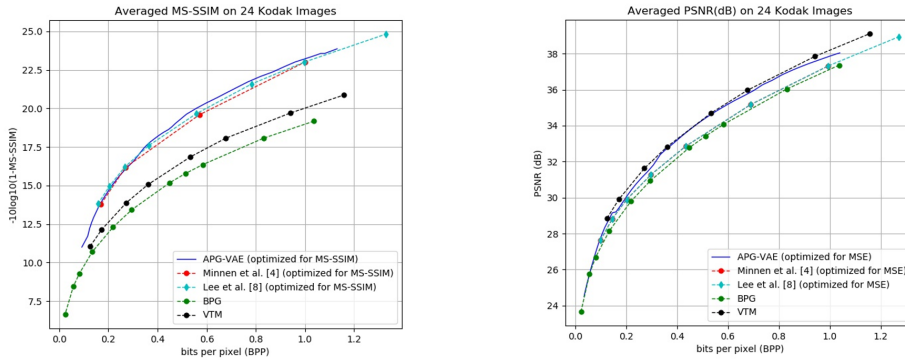 Averaged MS-SSIM on 24 Kodak Images
25.0
22.5
20.0
17.5
15.0
12.5
10.0
7.5
-10log10(1-MS-SSIM)
APG-VAE (optimized for MS-SSIM)
Minnen et al. [4] (optimized for MS-SSIM)
Lee et al. [8] (optimized for MS-SSIM)
BPG
VTM
0.0 0.2 0.4 0.6 0.8 1.0 1.2
bits per pixel (BPP)
Averaged PSNR(dB) on 24 Kodak Images
38
36
34
32
30
28
26
24
PSNR (dB)
APG-VAE (optimized for MSE)
Minnen et al. [4] (optimized for MSE)
Lee et al. [8] (optimized for MSE)
BPG
VTM
0.0 0.2 0.4 0.6 0.8 1.0 1.2
bits per pixel (BPP)